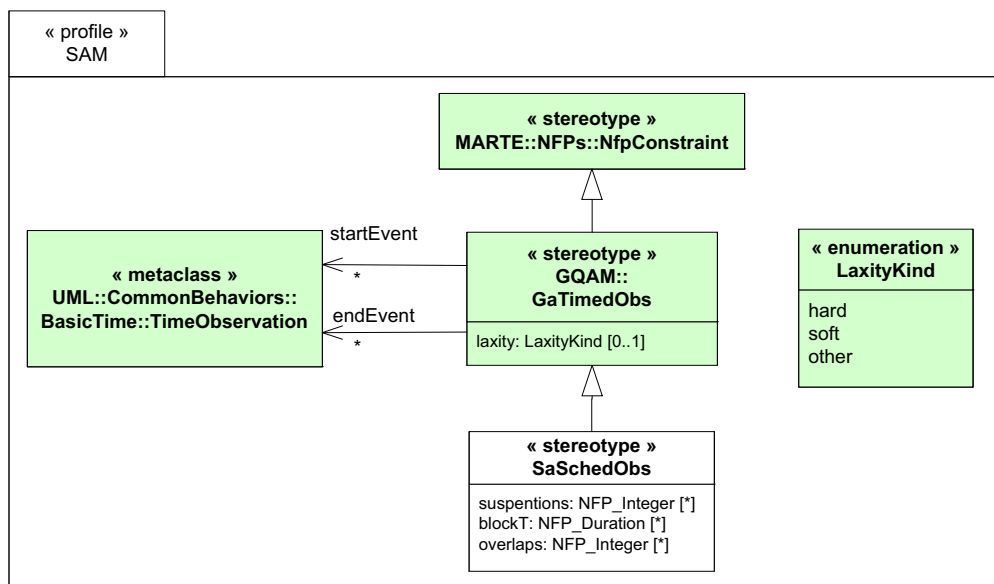 « profile »
SAM
« stereotype »
MARTE::NFPs::NfpConstraint
startEvent
*
« metaclass »
UML::CommonBehaviors::
BasicTime::TimeObservation
endEvent
*
« stereotype »
GQAM::
GaTimedObs
laxity: LaxityKind [0..1]
« enumeration »
LaxityKind
hard
soft
other
« stereotype »
SaSchedObs
suspentions: NFP_Integer [*]
blockT: NFP_Duration [*]
overlaps: NFP_Integer [*]